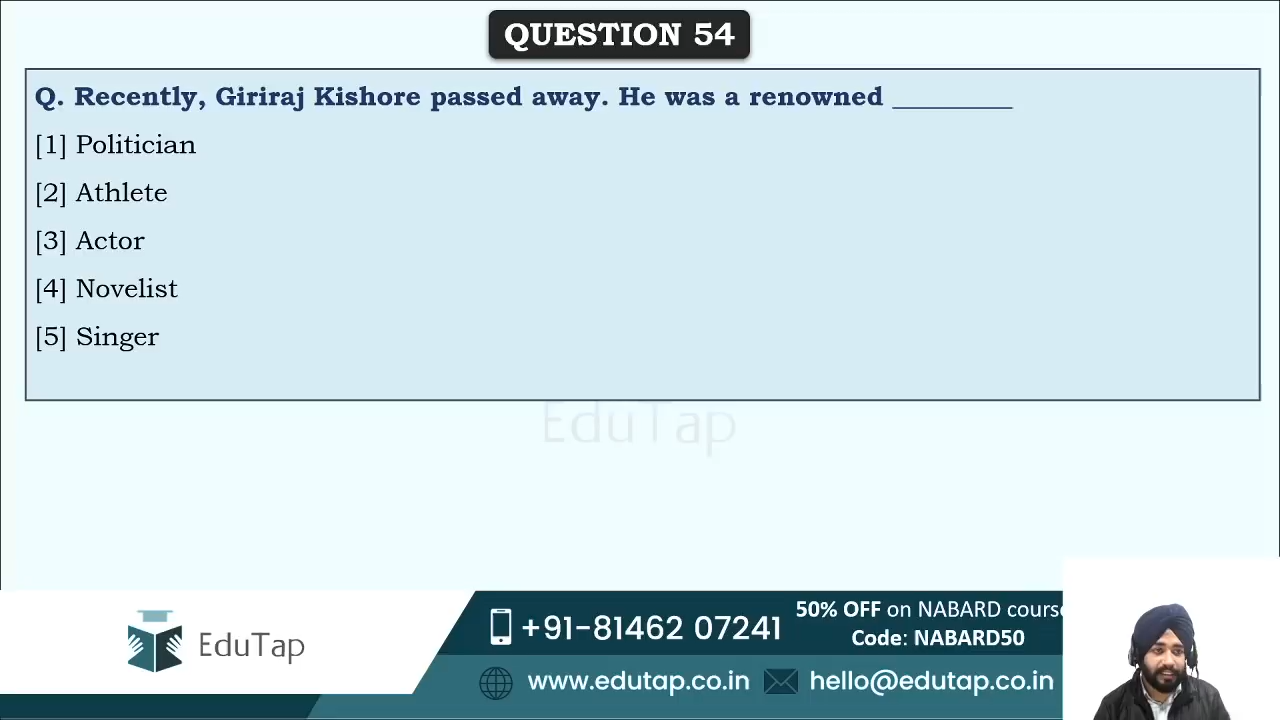 QUESTION 54
Q. Recently, Giriraj Kishore passed away. He was a renowned _________
[1] Politician
[2] Athlete
[3] Actor
[4] Novelist
[5] Singer
EduTap
EduTap
+91-81462 07241
50% OFF on NABARD course
Code: NABARD50
www.edutap.co.in
hello@edutap.co.in